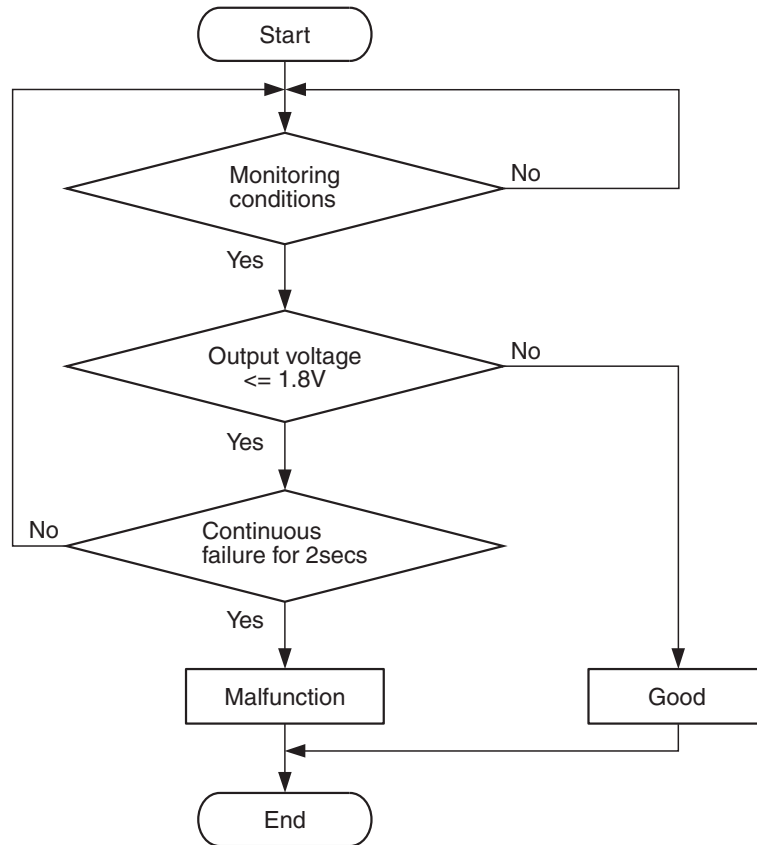 Start
Monitoring
conditions
No
Yes
Output voltage
<= 1.8V
No
Yes
Continuous
failure for 2secs
No
Yes
Malfunction
Good
End